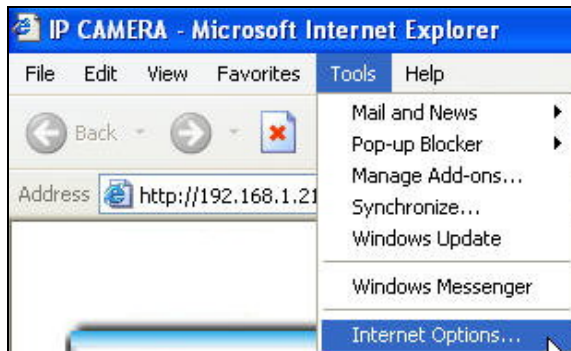 IP CAMERA - Microsoft Internet Explorer
File Edit View Favorites Tools Help
Back
Address http://192.168.1.21
Mail and News
Pop-up Blocker
Manage Add-ons...
Synchronize...
Windows Update
Windows Messenger
Internet Options...